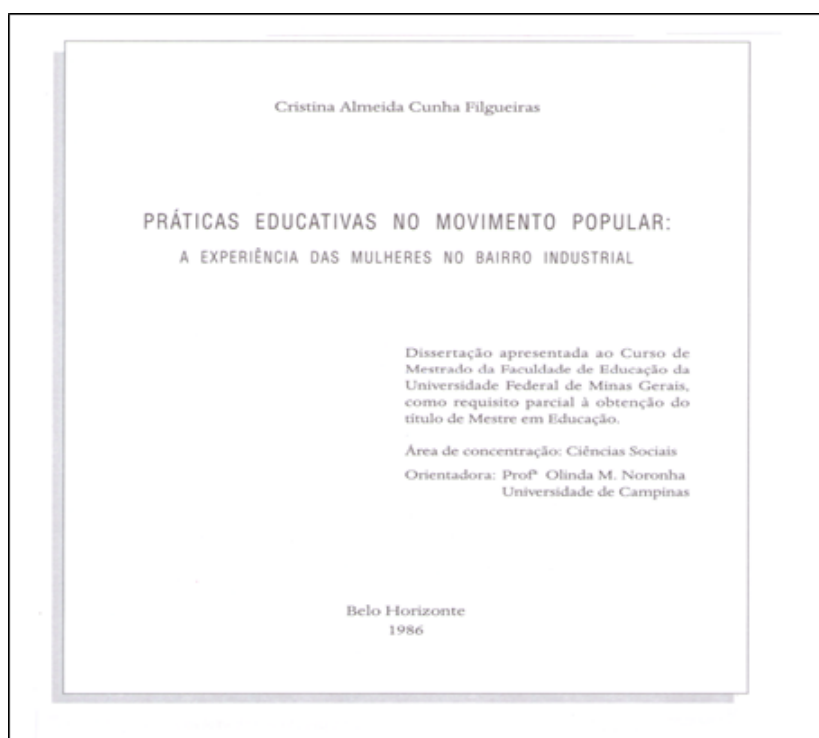 Cristina Almeida Cunha Filgueiras
PRÁTICAS EDUCATIVAS NO MOVIMENTO POPULAR:
A EXPERIÊNCIA DAS MULHERES NO BAIRRO INDUSTRIAL
Dissertação apresentada ao Curso de
Mestrado da Faculdade de Educação da
Universidade Federal de Minas Gerais,
como requisito parcial à obtenção do
título de Mestre em Educação.
Área de concentração: Ciências Sociais
Orientadora: Profª Olinda M. Noronha
Universidade de Campinas
Belo Horizonte
1986